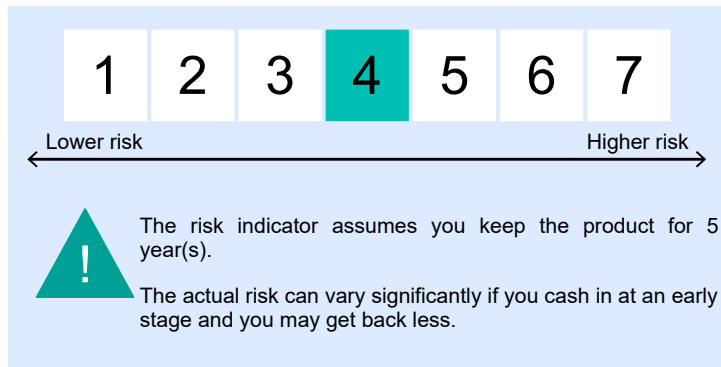 1 2 3 4 5 6 7
Lower risk Higher risk
!
The risk indicator assumes you keep the product for 5
year(s).
The actual risk can vary significantly if you cash in at an early
stage and you may get back less.